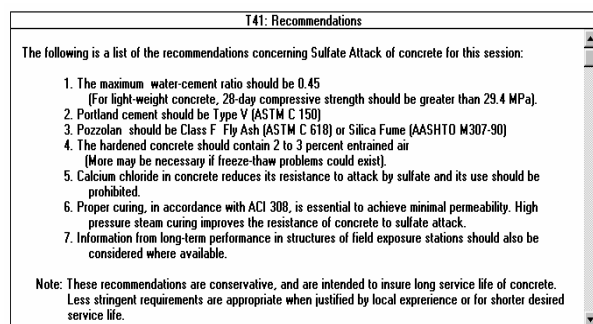 T41: Recommendations
The following is a list of the recommendations concerning Sulfate Attack of concrete for this session:
1. The maximum water-cement ratio should be 0.45
(For light-weight concrete, 28-day compressive strength should be greater than 29.4 MPa).
2. Portland cement should be Type V (ASTM C 150)
3. Pozzolan should be Class F Fly Ash (ASTM C 618) or Silica Fume (AASHTO M307-90)
4. The hardened concrete should contain 2 to 3 percent entrained air
(More may be necessary if freeze-thaw problems could exist).
5. Calcium chloride in concrete reduces its resistance to attack by sulfate and its use should be
prohibited.
6. Proper curing, in accordance with ACI 308, is essential to achieve minimal permeability. High
pressure steam curing improves the resistance of concrete to sulfate attack.
7. Information from long-term performance in structures of field exposure stations should also be
considered where available.
Note: These recommendations are conservative, and are intended to insure long service life of concrete.
Less stringent requirements are appropriate when justified by local exprerience or for shorter desired
service life.